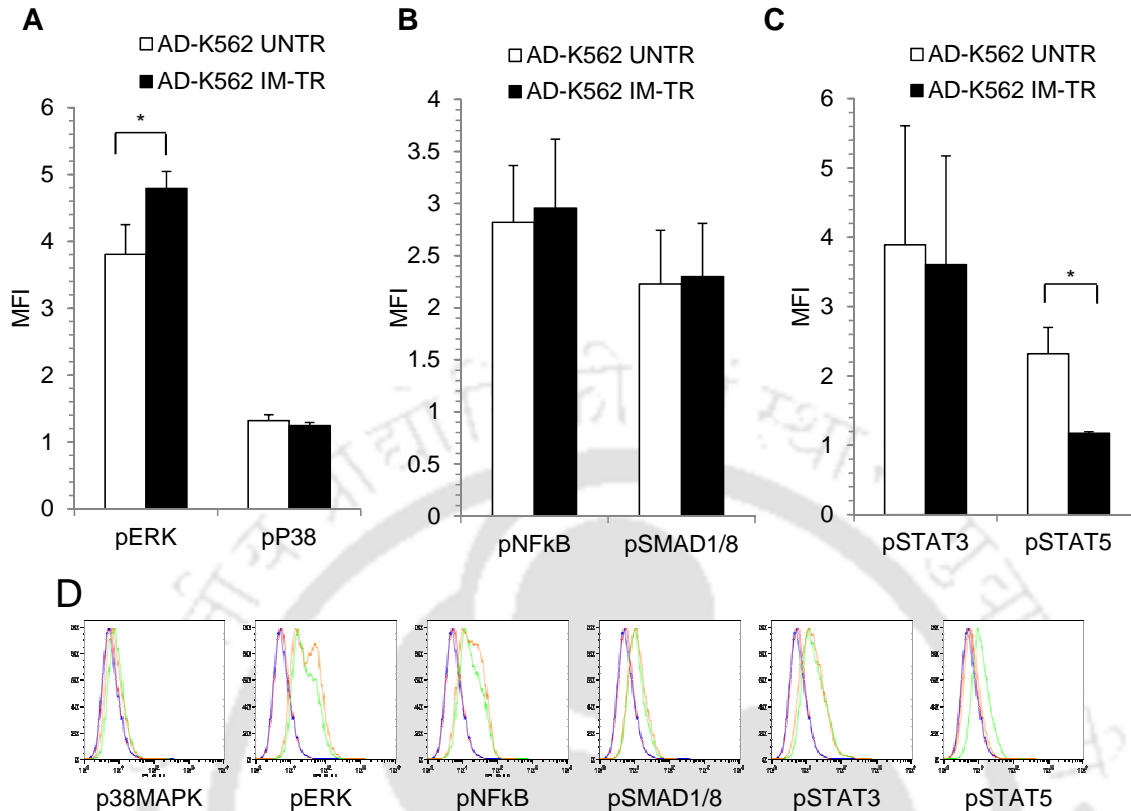 A
AD-K562 UNTR
AD-K562 IM-TR
MFI
6
5
4
3
2
1
0
*
pERK
pP38
B
AD-K562 UNTR
AD-K562 IM-TR
MFI
4
3.5
3
2.5
2
1.5
1
0.5
0
pNFkB
pSMAD1/8
C
AD-K562 UNTR
AD-K562 IM-TR
MFI
6
5
4
3
2
1
0
*
pSTAT3
pSTAT5
D
p38MAPK
pERK
pNFkB
pSMAD1/8
pSTAT3
pSTAT5